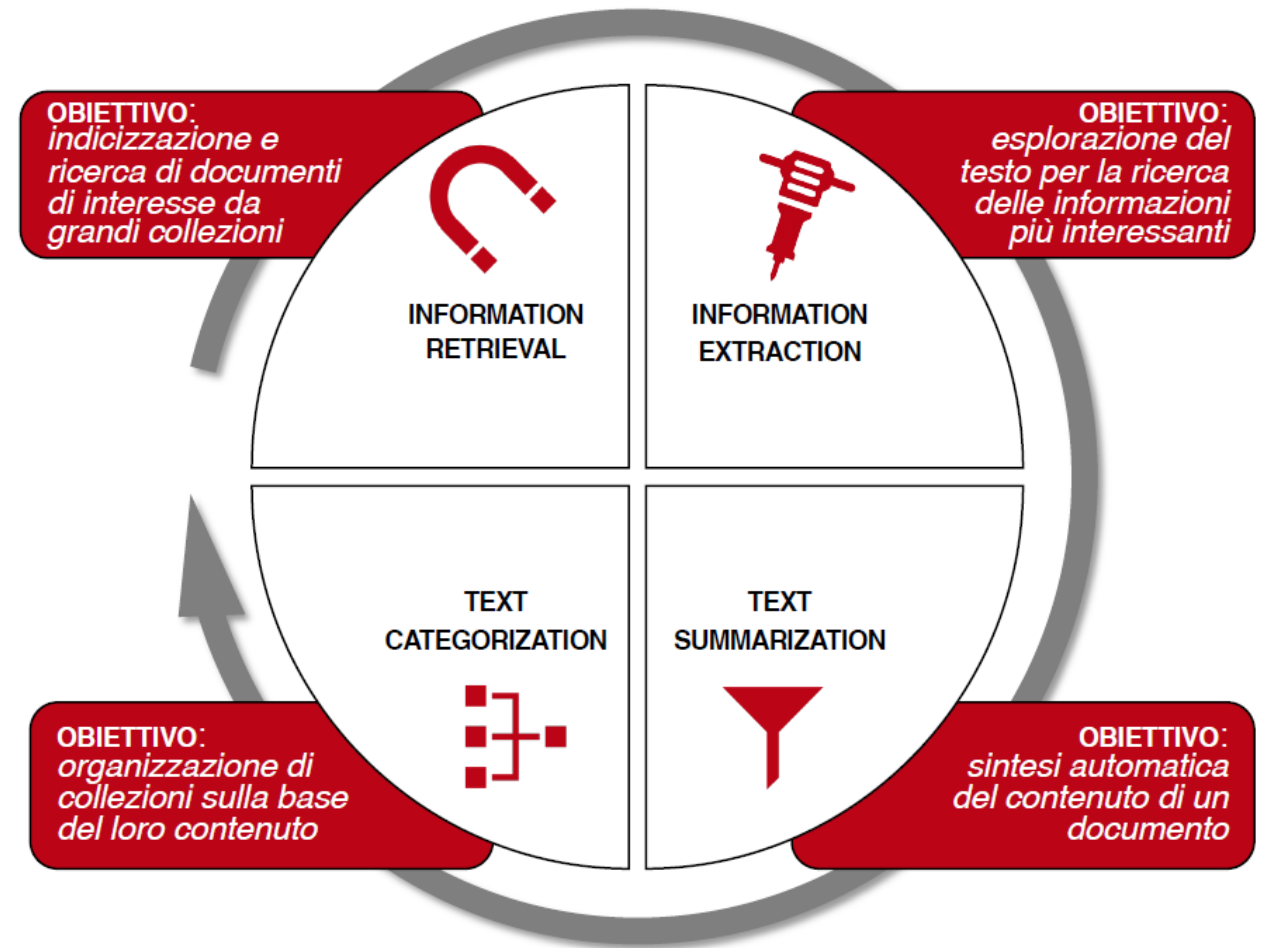 OBIETTIVO:
indicizzazione e
ricerca di documenti
di interesse da
grandi collezioni
OBIETTIVO:
esplorazione del
testo per la ricerca
delle informazioni
più interessanti
INFORMATION
RETRIEVAL
INFORMATION
EXTRACTION
TEXT
CATEGORIZATION
TEXT
SUMMARIZATION
OBIETTIVO:
organizzazione di
collezioni sulla base
del loro contenuto
OBIETTIVO:
sintesi automatica
del contenuto di un
documento